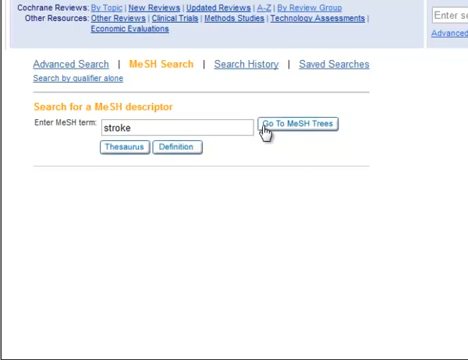 Cochrane Reviews: By Topic | New Reviews | Updated Reviews | A-Z | By Review Group
Other Resources: Other Reviews | Clinical Trials | Methods Studies | Technology Assessments |
Economic Evaluations
Enter se
Advanced
Advanced Search | MeSH Search | Search History | Saved Searches
Search by qualifier alone
Search for a MeSH descriptor
Enter MeSH term: stroke Go To MeSH Trees
Thesaurus Definition